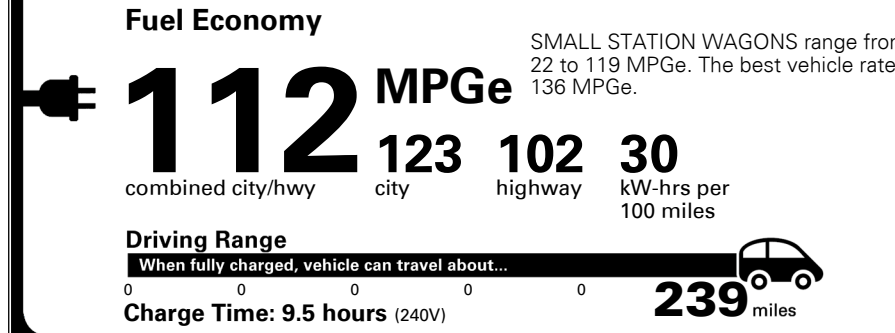 Fuel Economy
SMALL STATION WAGONS range from
22 to 119 MPGe. The best vehicle rate
136 MPGe.
112 MPGe
combined city/hwy
123
city
102
highway
30
kW-hrs per
100 miles
Driving Range
When fully charged, vehicle can travel about...
0 0 0 0 0
239 miles
Charge Time: 9.5 hours (240V)